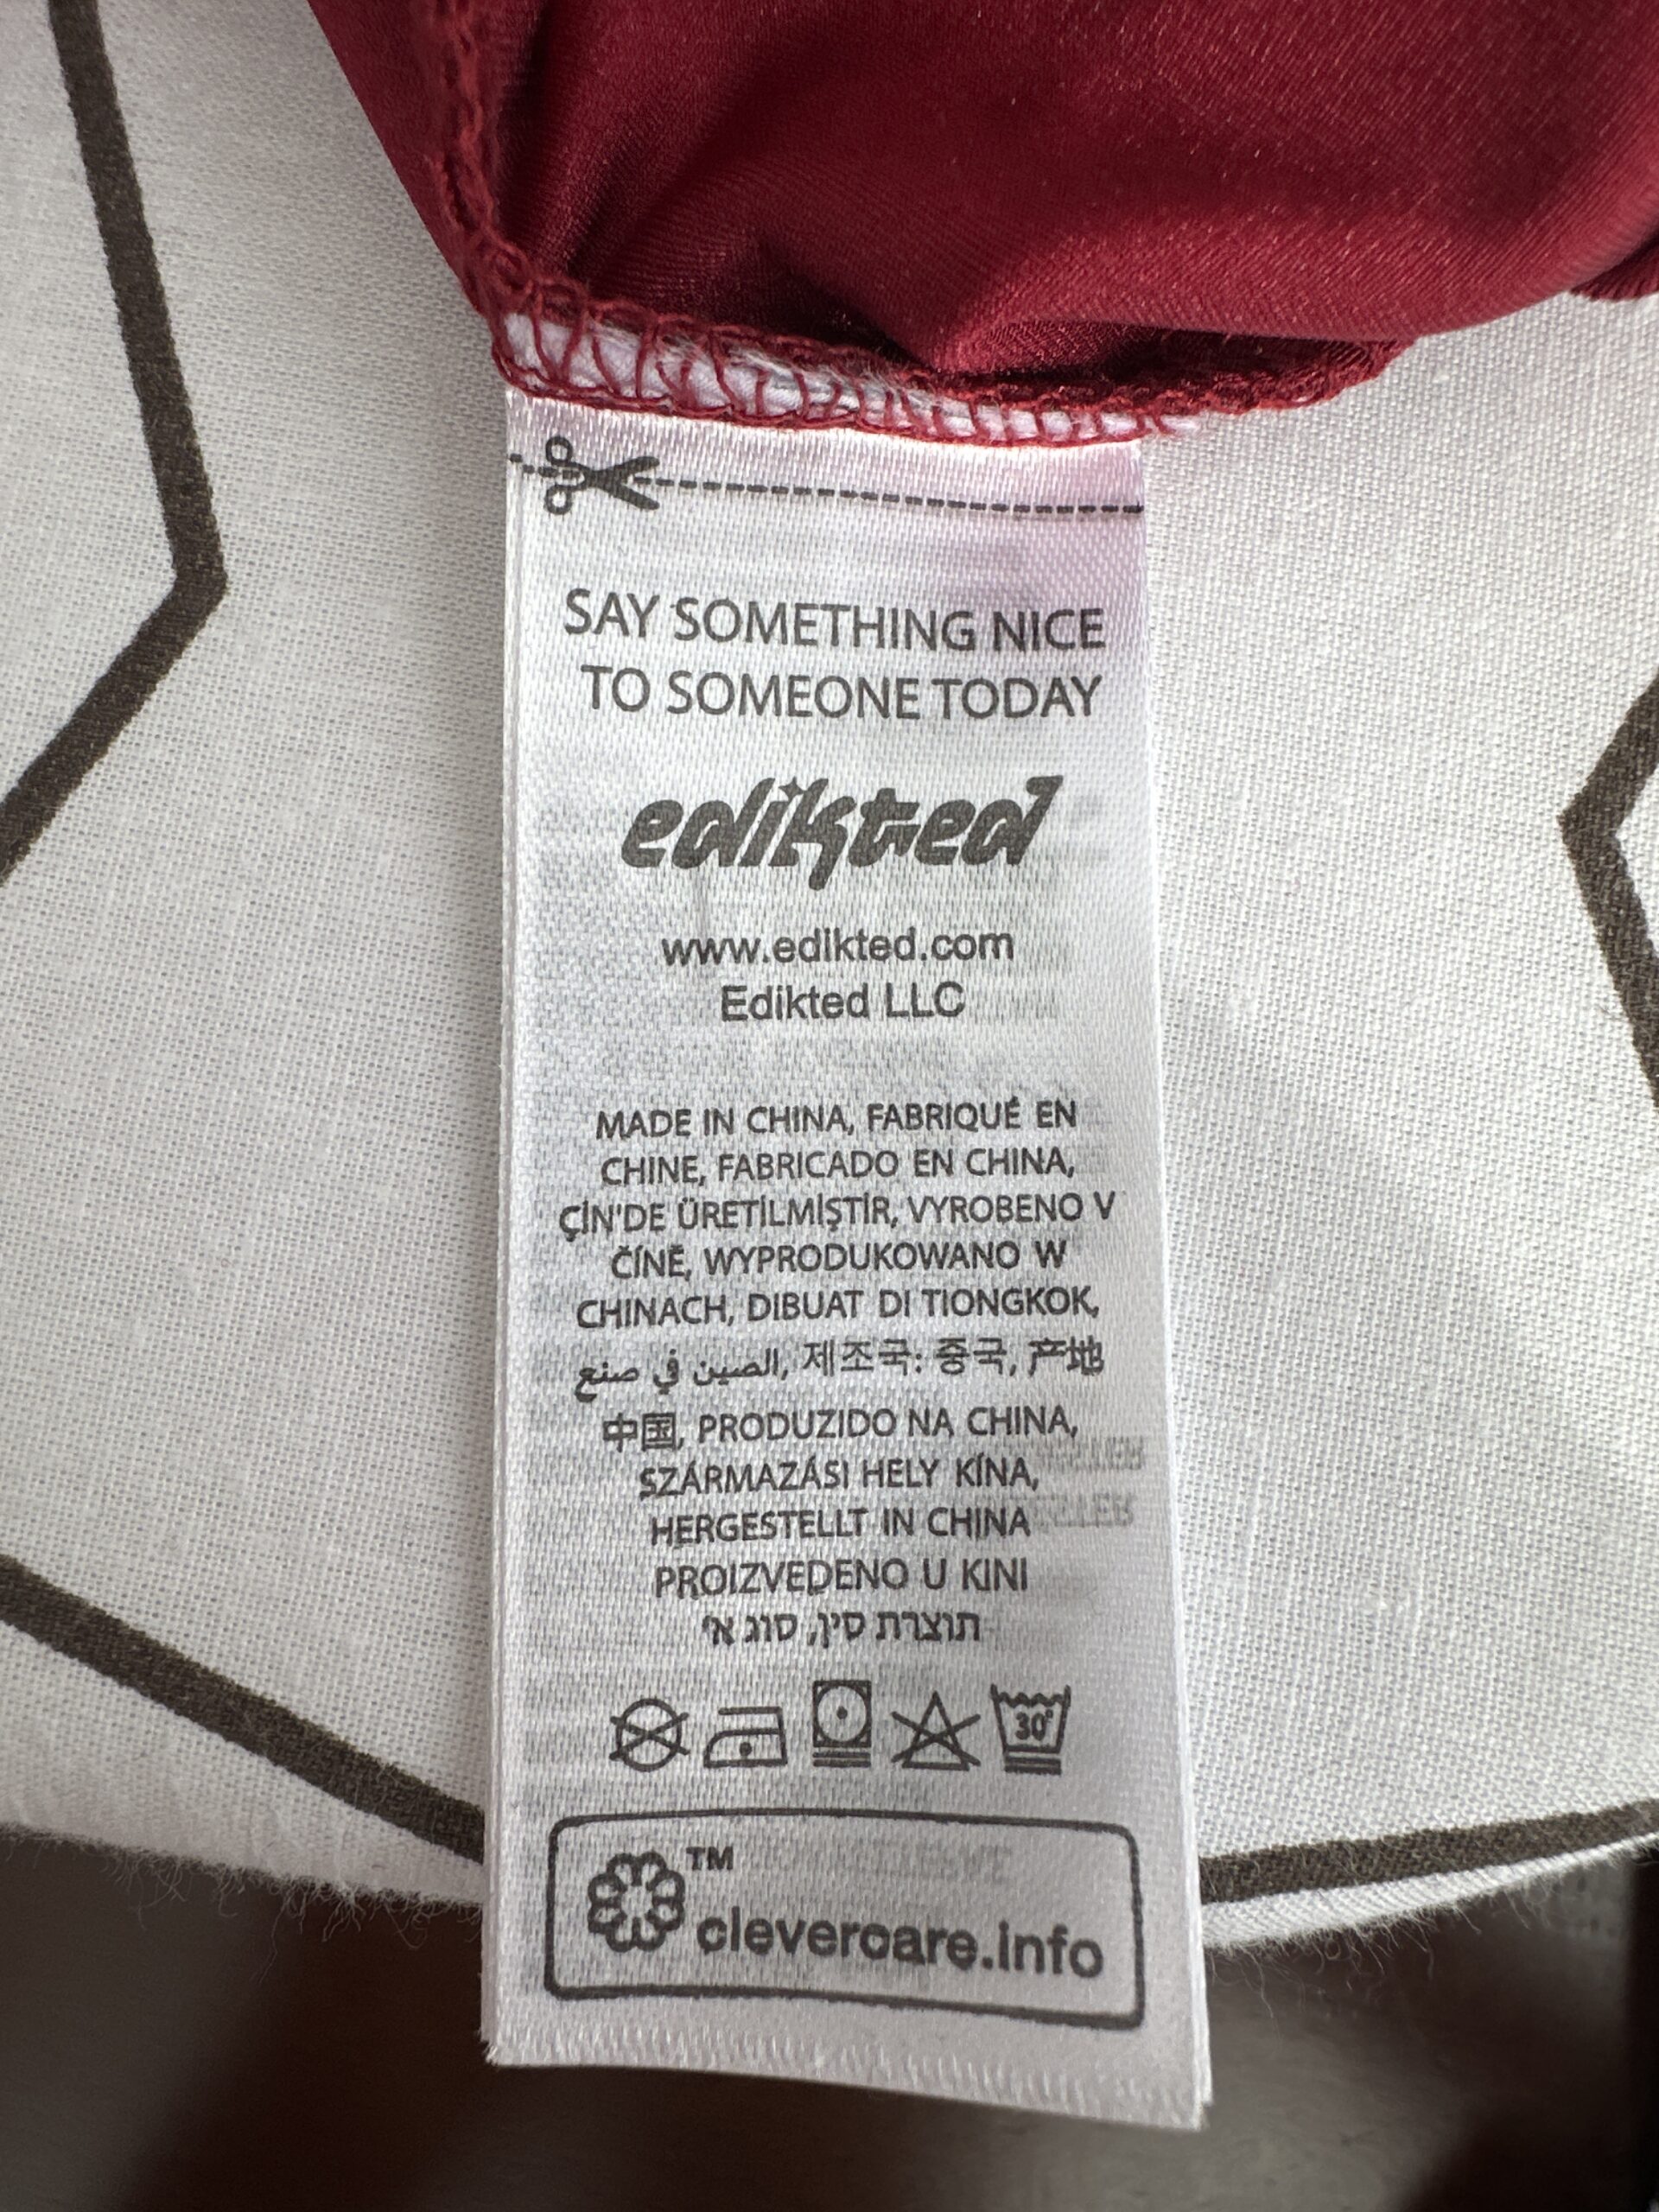 SAY SOMETHING NICE
TO SOMEONE TODAY
edikted
www.edikted.com
Edikted LLC
MADE IN CHINA, FABRIQUÉ EN
CHINE, FABRICADO EN CHINA,
ÇİN'DE ÜRETİLMİŞTİR, VYROBENO V
ČÍNĚ, WYPRODUKOWANO W
CHINACH, DIBUAT DI TIONGKOK,
الصين في صنع, 제조국: 중국, 产地
中国, PRODUZIDO NA CHINA,
SZÁRMAZÁSI HELY KÍNA,
HERGESTELLT IN CHINA
PROIZVEDENO U KINI
תוצרת סין, סוג א'
30°
TM
clevercare.info